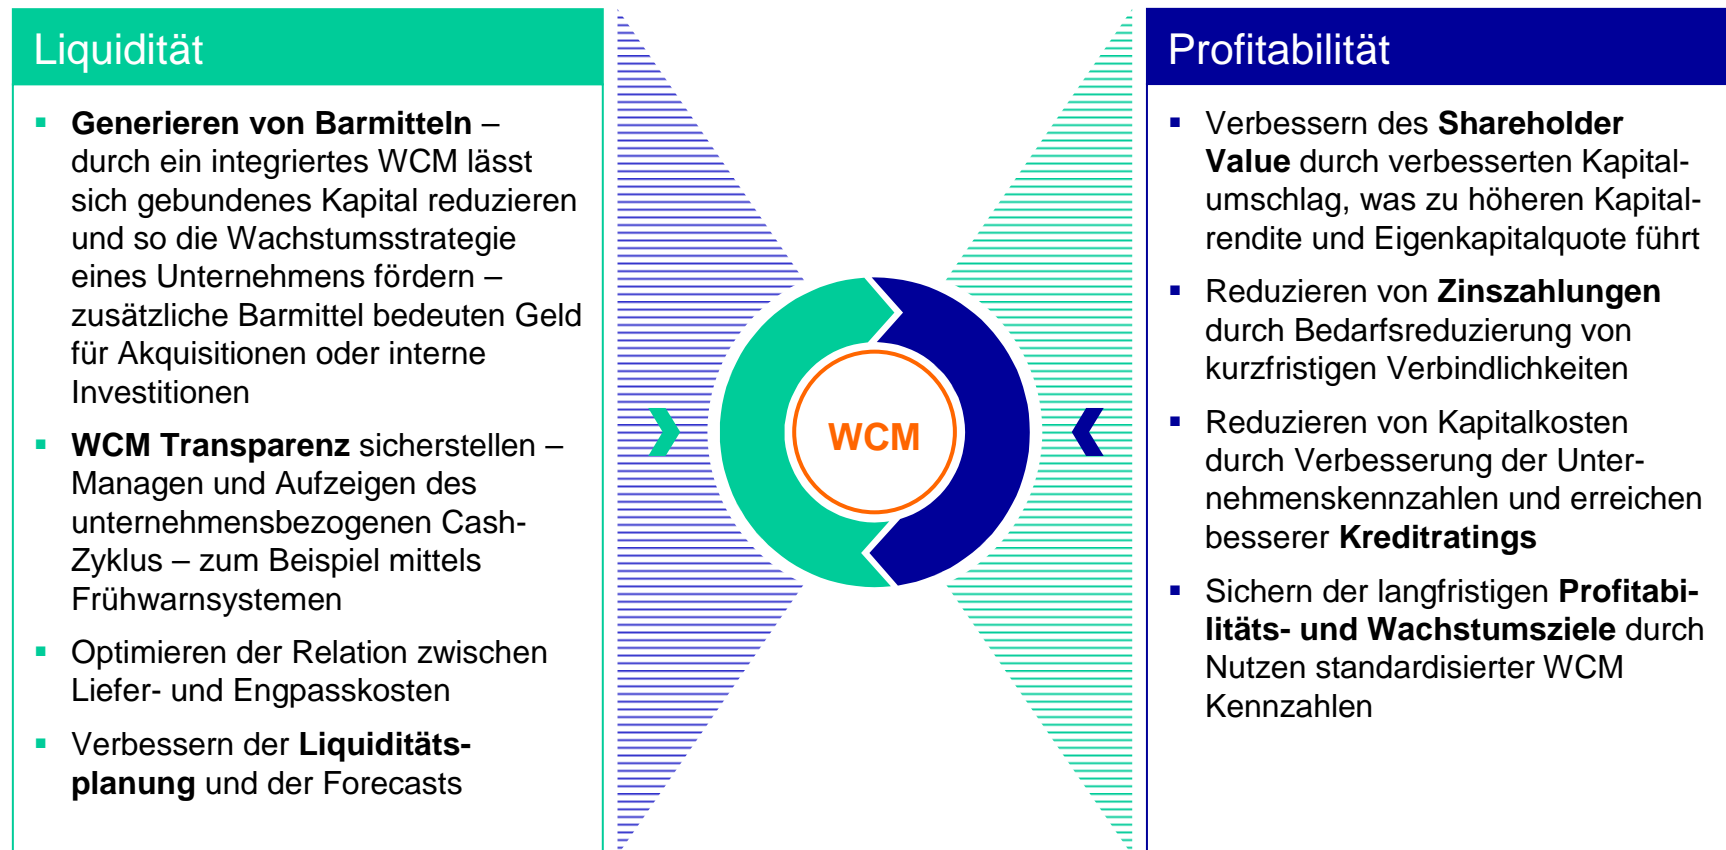 Liquidität
Generieren von Barmitteln –
durch ein integriertes WCM lässt
sich gebundenes Kapital reduzieren
und so die Wachstumsstrategie
eines Unternehmens fördern –
zusätzliche Barmittel bedeuten Geld
für Akquisitionen oder interne
Investitionen
WCM Transparenz sicherstellen –
Managen und Aufzeigen des
unternehmensbezogenen Cash-
Zyklus – zum Beispiel mittels
Frühwarnsystemen
Optimieren der Relation zwischen
Liefer- und Engpasskosten
Verbessern der Liquiditäts-
planung und der Forecasts
WCM
Profitabilität
Verbessern des Shareholder
Value durch verbesserten Kapital-
umschlag, was zu höheren Kapital-
rendite und Eigenkapitalquote führt
Reduzieren von Zinszahlungen
durch Bedarfsreduzierung von
kurzfristigen Verbindlichkeiten
Reduzieren von Kapitalkosten
durch Verbesserung der Unter-
nehmenskennzahlen und erreichen
besserer Kreditratings
Sichern der langfristigen Profitabi-
litäts- und Wachstumsziele durch
Nutzen standardisierter WCM
Kennzahlen